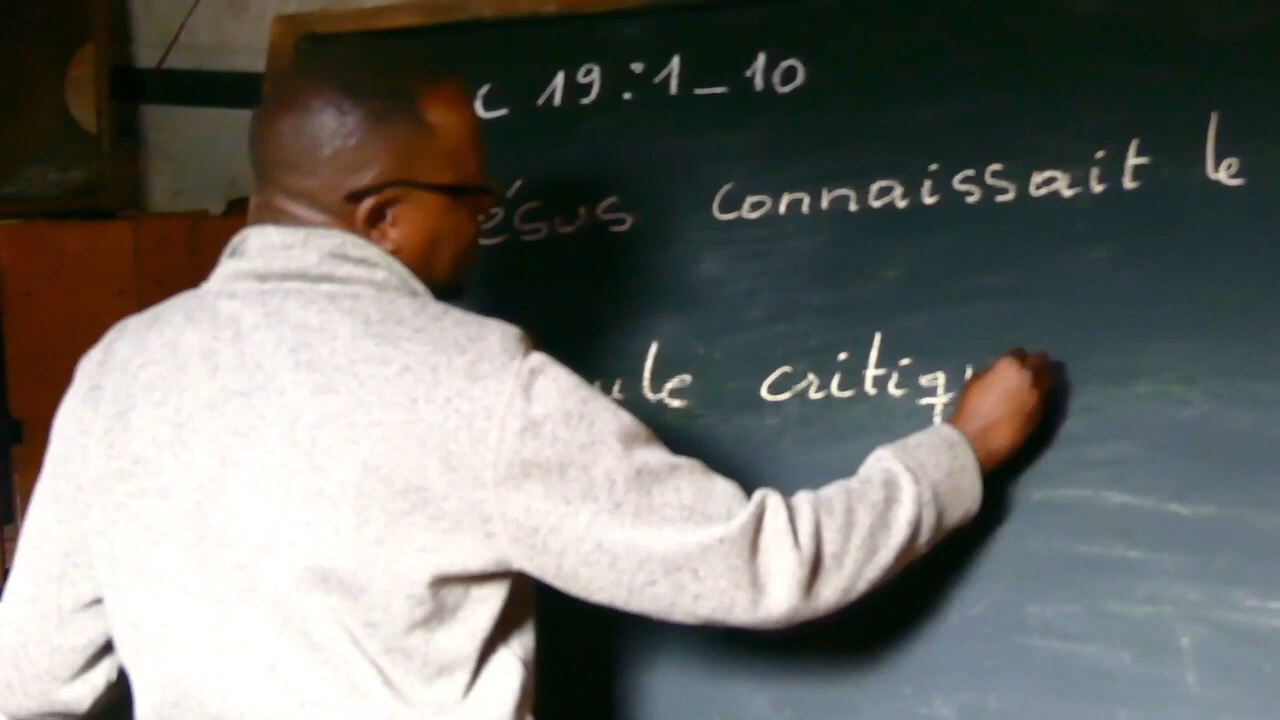 c 19:1_10
ésus connaissait le
ule critiq